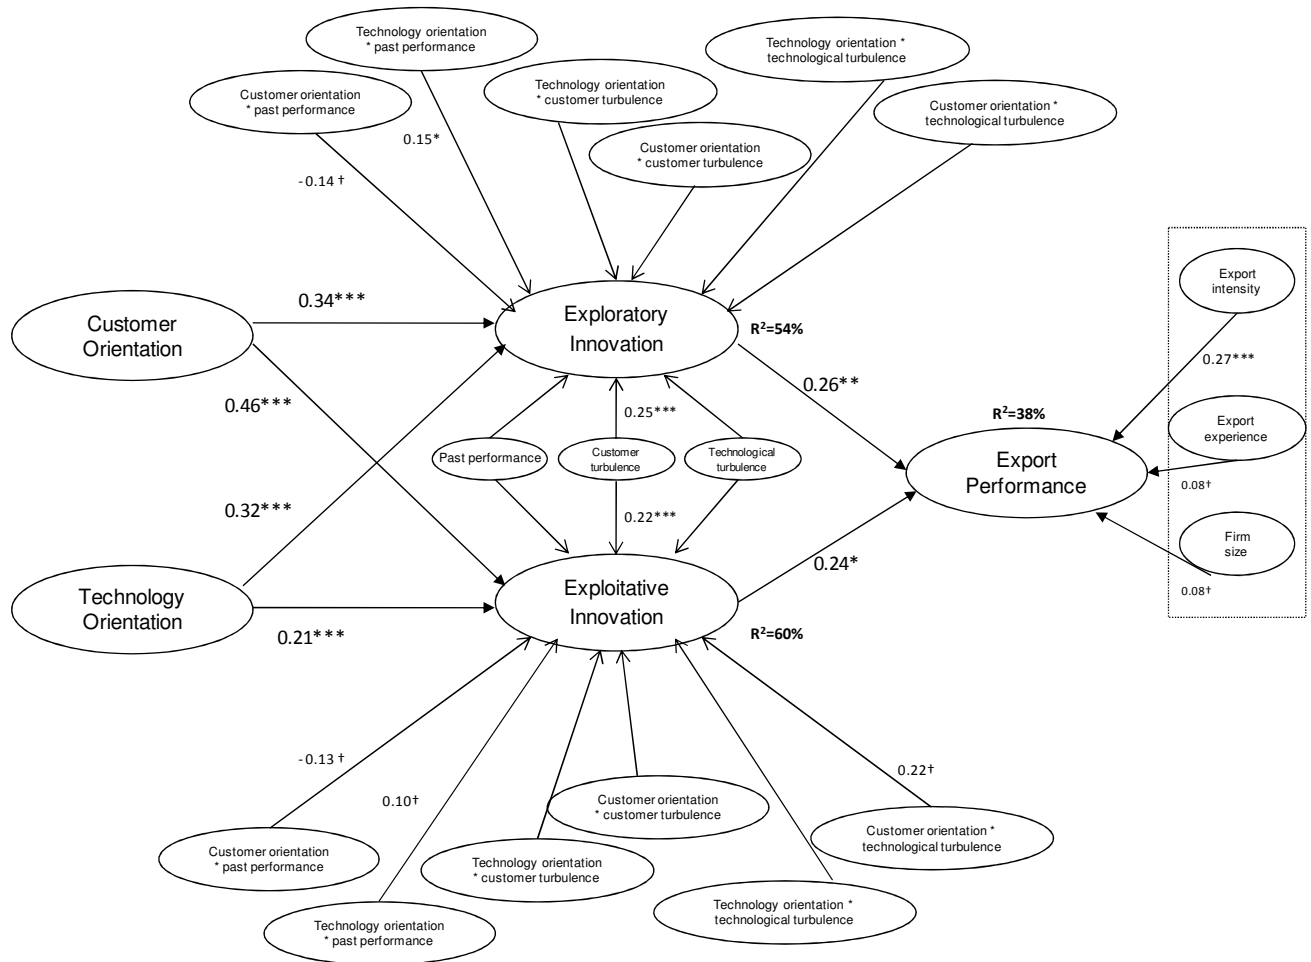 Technology orientation
* past performance
Technology orientation *
technological turbulence
Customer orientation
* past performance
Technology orientation
* customer turbulence
Customer orientation *
technological turbulence
0.15*
Customer orientation
* customer turbulence
-0.14 †
Export
intensity
0.34***
Customer
Orientation
Exploratory
Innovation
R²=54%
0.27***
0.26**
0.46***
0.25***
R²=38%
Export
experience
Past performance
Customer
turbulence
Technological
turbulence
Export
Performance
0.08†
0.32***
0.22***
Firm
size
0.24*
0.08†
Technology
Orientation
Exploitative
Innovation
0.21***
R²=60%
-0.13 †
0.22†
0.10†
Customer orientation
* customer turbulence
Customer orientation *
technological turbulence
Customer orientation
* past performance
Technology orientation
* customer turbulence
Technology orientation *
technological turbulence
Technology orientation
* past performance